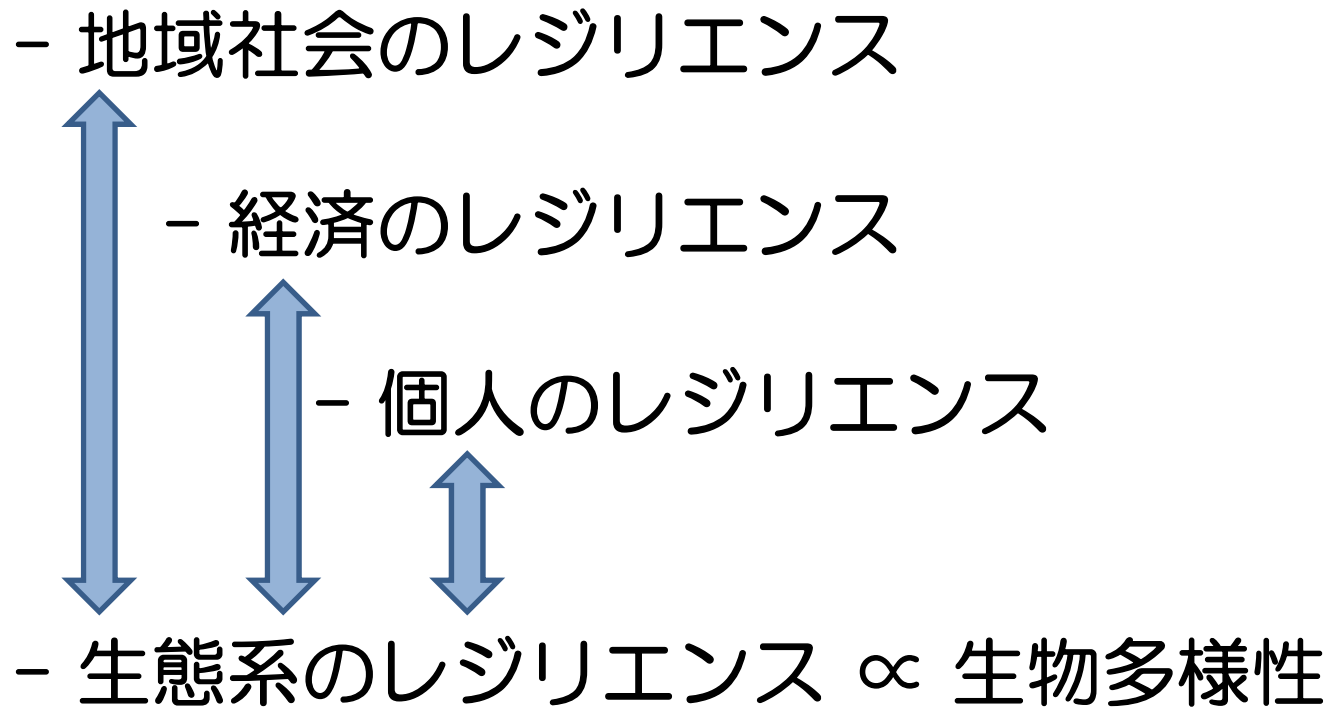 - 地域社会のレジリエンス
- 経済のレジリエンス
- 個人のレジリエンス
- 生態系のレジリエンス ∝ 生物多様性